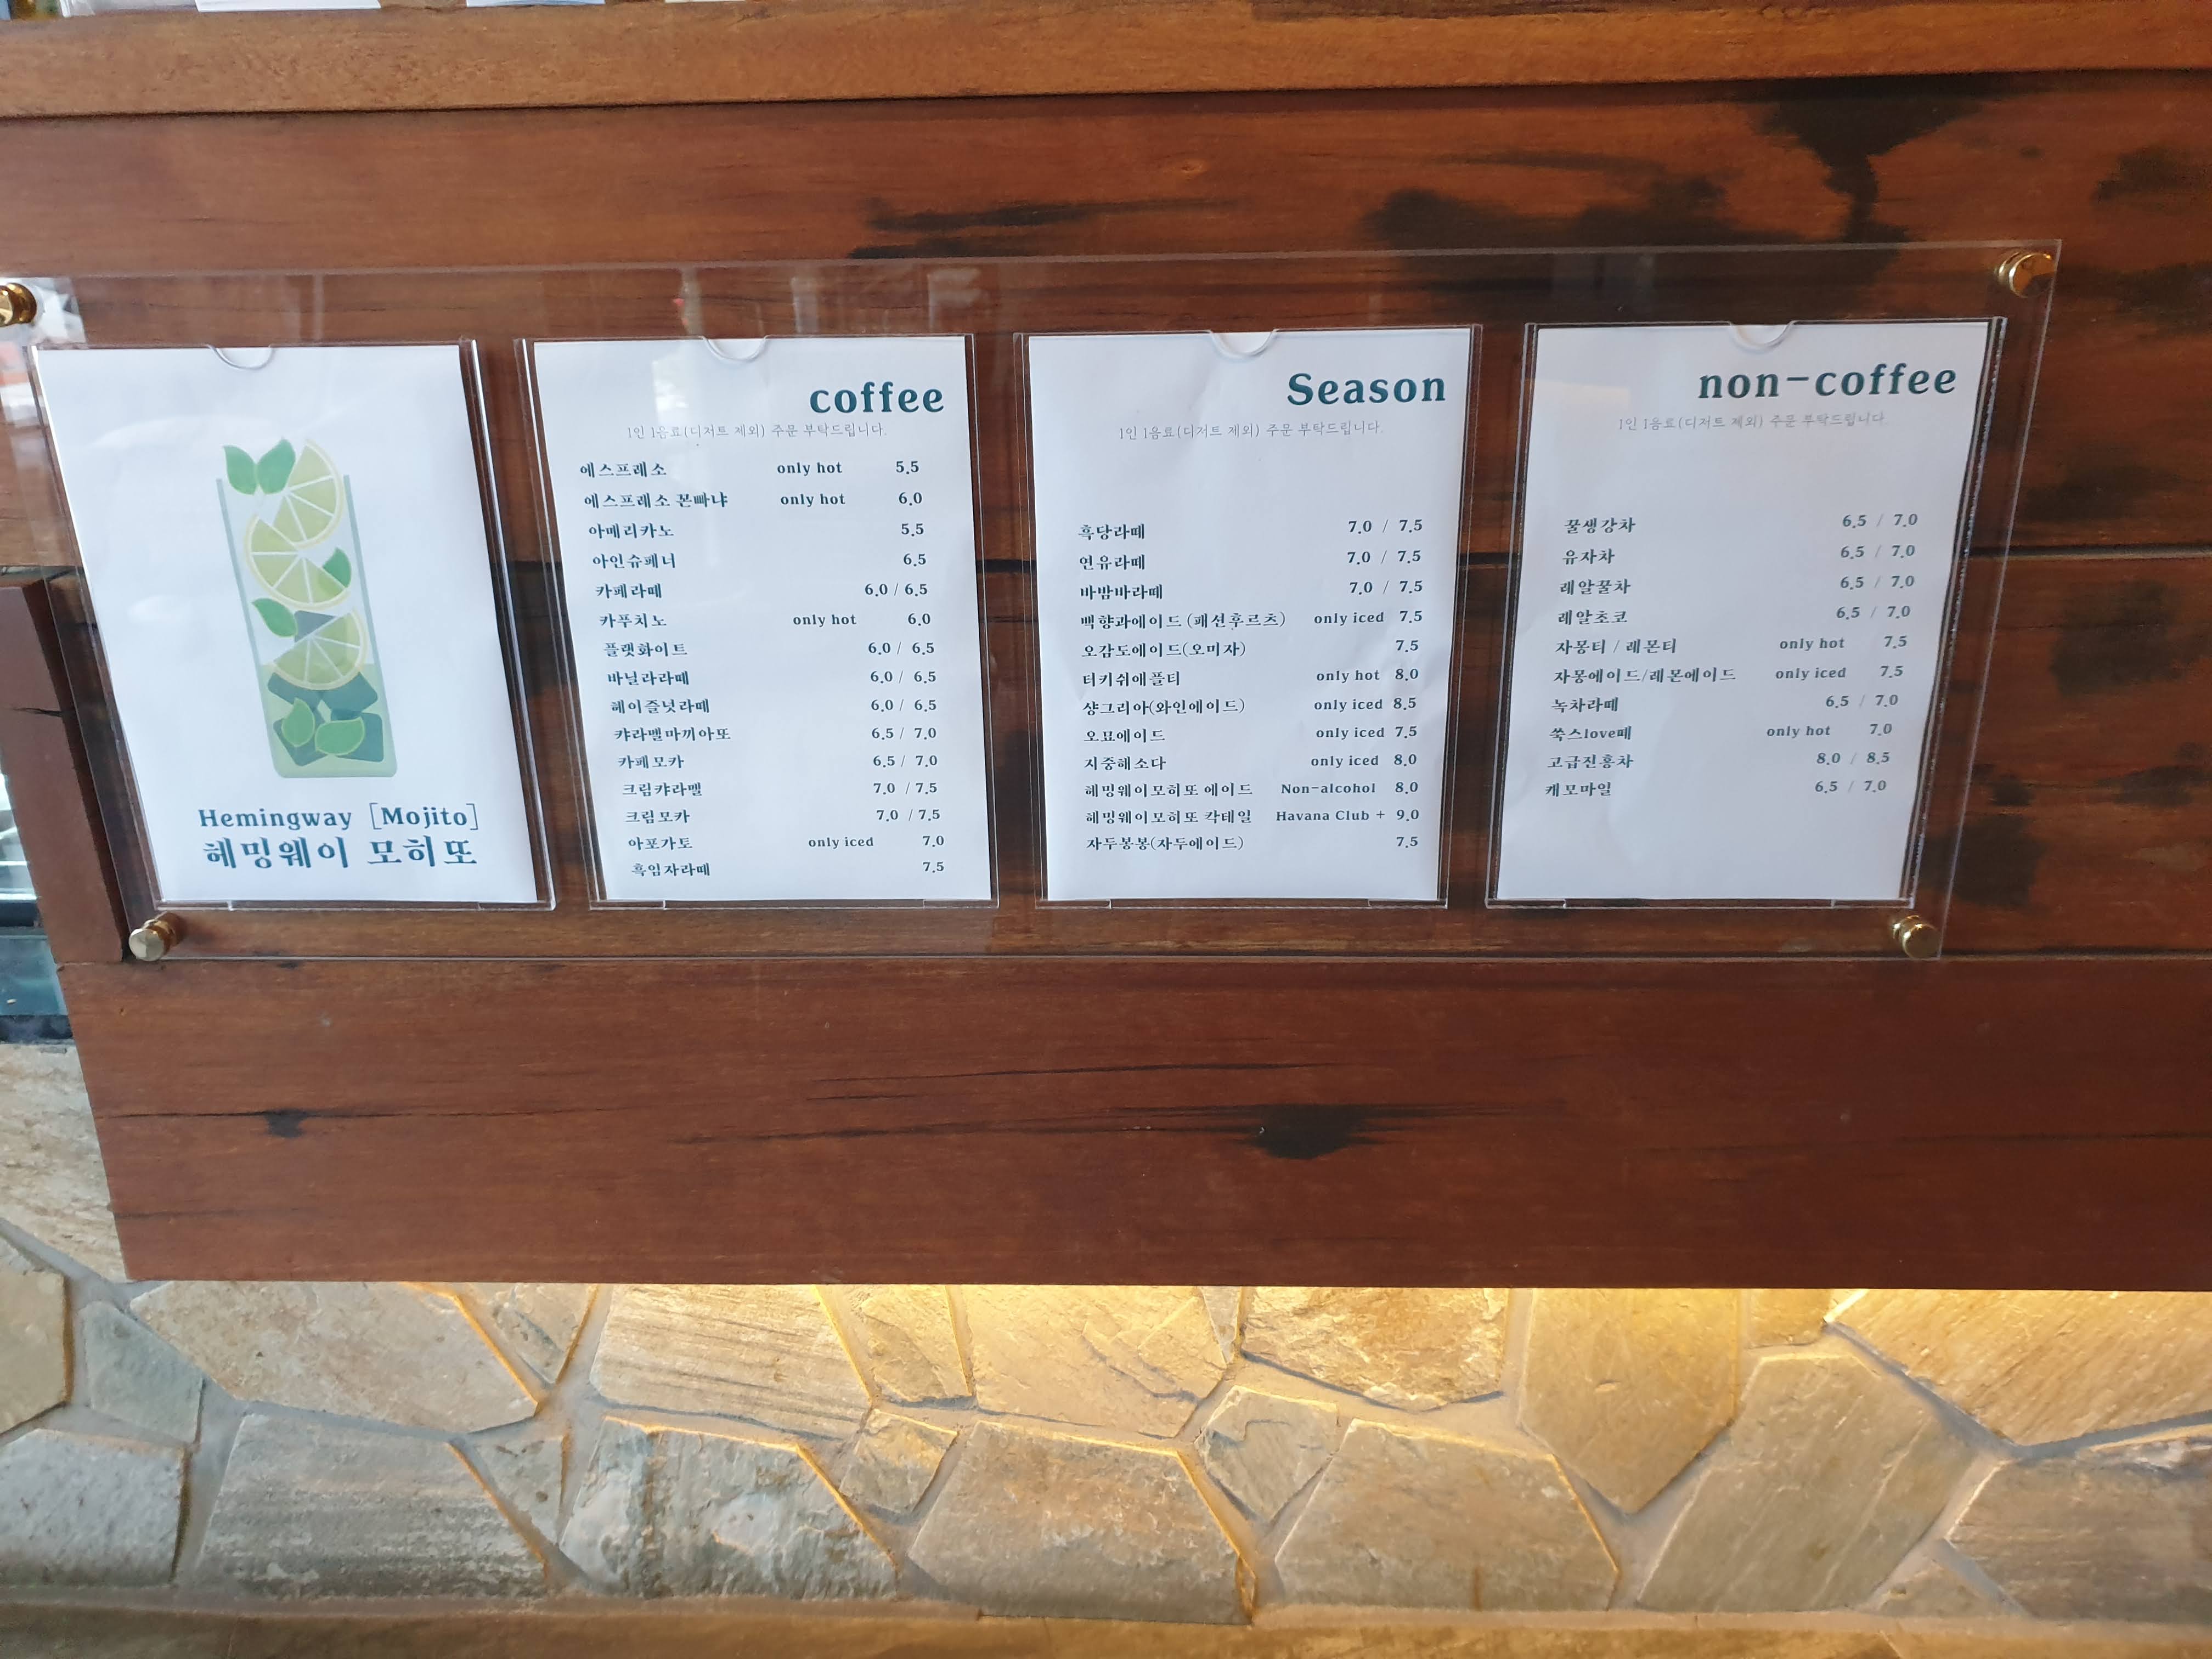 Hemingway [Mojito]
헤밍웨이 모히또
coffee
1인 1음료(디저트 제외) 주문 부탁드립니다.
에스프레소 only hot 5.5
에스프레소 꼰빠냐 only hot 6.0
아메리카노 5.5
아인슈페너 6.5
카페라떼 6.0 / 6.5
카푸치노 only hot 6.0
플랫화이트 6.0 / 6.5
바닐라라떼 6.0 / 6.5
헤이즐넛라떼 6.0 / 6.5
캬라멜마끼아또 6.5 / 7.0
카페모카 6.5 / 7.0
크림캬라멜 7.0 / 7.5
크림모카 7.0 / 7.5
아포가토 only iced 7.0
흑임자라떼 7.5
Season
1인 1음료(디저트 제외) 주문 부탁드립니다.
흑당라떼 7.0 / 7.5
연유라떼 7.0 / 7.5
바밤바라떼 7.0 / 7.5
백향과에이드 (패션후르츠) only iced 7.5
오감도에이드(오미자) 7.5
터키쉬애플티 only hot 8.0
샹그리아(와인에이드) only iced 8.5
오묘에이드 only iced 7.5
지중해소다 only iced 8.0
헤밍웨이모히또 에이드 Non-alcohol 8.0
헤밍웨이모히또 칵테일 Havana Club + 9.0
자두봉봉(자두에이드) 7.5
non-coffee
1인 1음료(디저트 제외) 주문 부탁드립니다.
꿀생강차 6.5 / 7.0
유자차 6.5 / 7.0
레알꿀차 6.5 / 7.0
레알초코 6.5 / 7.0
자몽티 / 레몬티 only hot 7.5
자몽에이드/레몬에이드 only iced 7.5
녹차라떼 6.5 / 7.0
쑥스love떼 only hot 7.0
고급진홍차 8.0 / 8.5
캐모마일 6.5 / 7.0